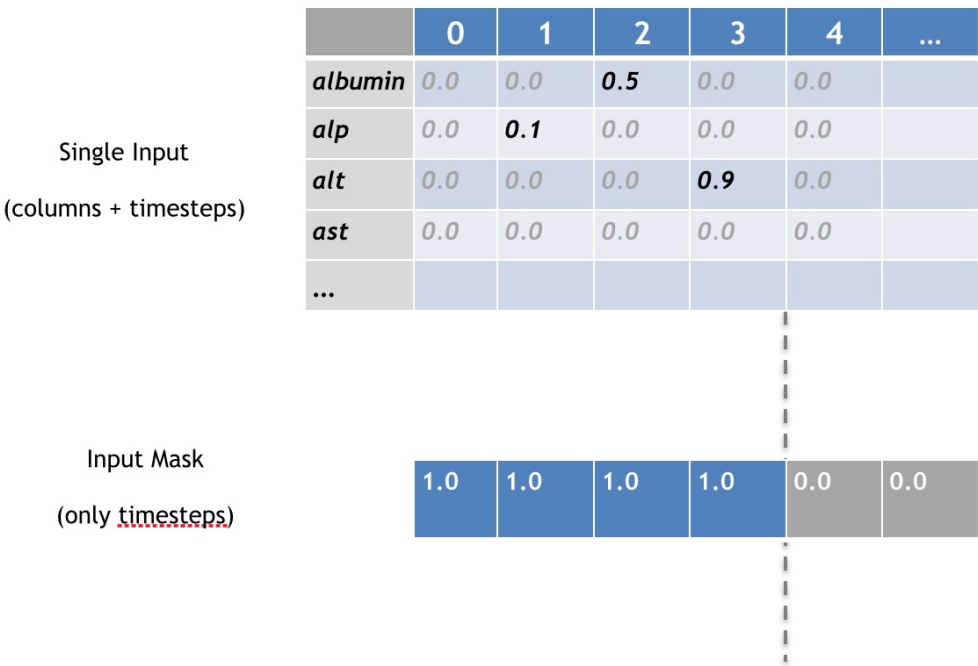 0 1 2 3 4 ...
albumin 0.0 0.0 0.5 0.0 0.0
alp 0.0 0.1 0.0 0.0 0.0
Single Input
alt 0.0 0.0 0.0 0.9 0.0
(columns + timesteps)
ast 0.0 0.0 0.0 0.0 0.0
...
Input Mask
1.0 1.0 1.0 1.0 0.0 0.0
(only timesteps)